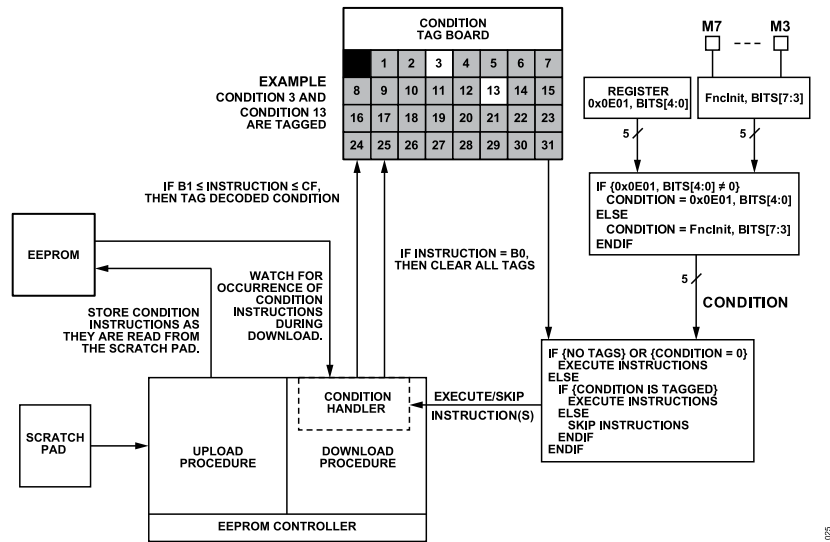 CONDITION
TAG BOARD
1 2 3 4 5 6 7
8 9 10 11 12 13 14 15
16 17 18 19 20 21 22 23
24 25 26 27 28 29 30 31
EXAMPLE
CONDITION 3 AND
CONDITION 13
ARE TAGGED
M7 M3
REGISTER
0x0E01, BITS[4:0]
FncInit, BITS[7:3]
5
5
IF {0x0E01, BITS[4:0] ≠ 0}
CONDITION = 0x0E01, BITS[4:0]
ELSE
CONDITION = FncInit, BITS[7:3]
ENDIF
5
CONDITION
IF B1 ≤ INSTRUCTION ≤ CF,
THEN TAG DECODED CONDITION
IF INSTRUCTION = B0,
THEN CLEAR ALL TAGS
EEPROM
WATCH FOR
OCCURRENCE OF
CONDITION
INSTRUCTIONS
DURING
DOWNLOAD.
STORE CONDITION
INSTRUCTIONS AS
THEY ARE READ FROM
THE SCRATCH PAD.
IF {NO TAGS} OR {CONDITION = 0}
EXECUTE INSTRUCTIONS
ELSE
IF {CONDITION IS TAGGED}
EXECUTE INSTRUCTIONS
ELSE
SKIP INSTRUCTIONS
ENDIF
ENDIF
EXECUTE/SKIP
INSTRUCTION(S)
CONDITION
HANDLER
SCRATCH
PAD
UPLOAD
PROCEDURE
DOWNLOAD
PROCEDURE
EEPROM CONTROLLER
025